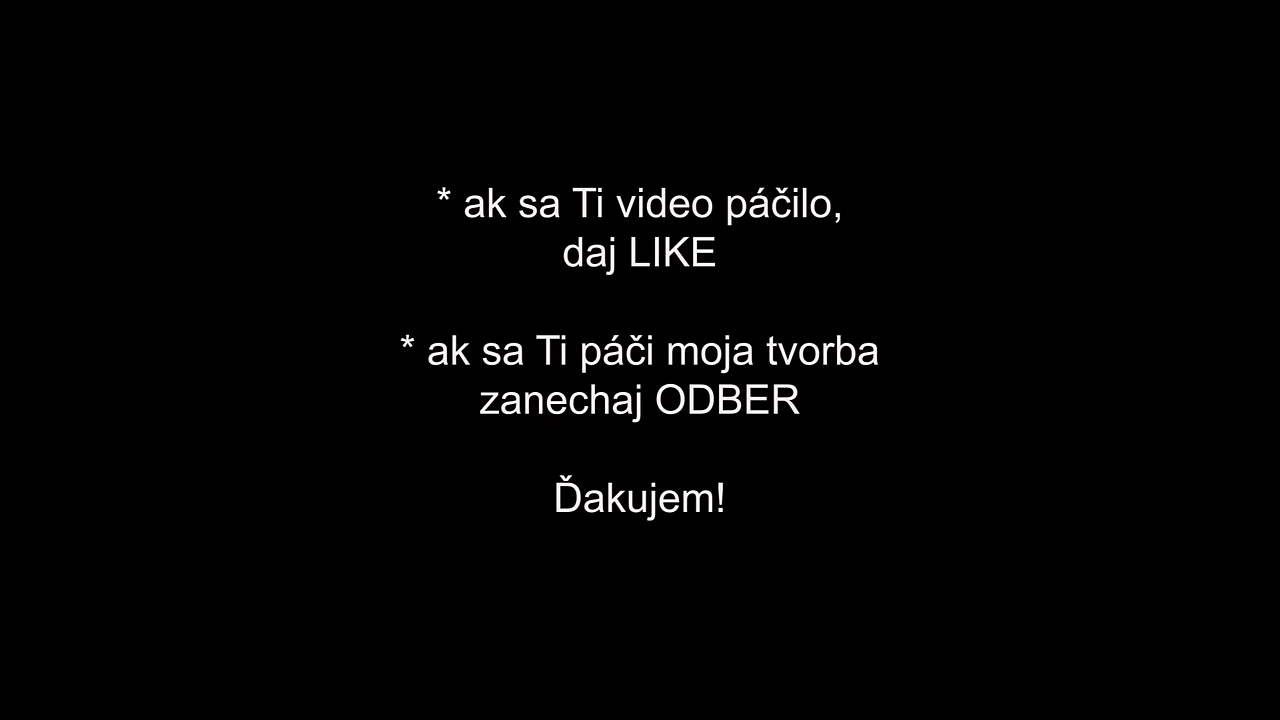 * ak sa Ti video páčilo,
daj LIKE
* ak sa Ti páči moja tvorba
zanechaj ODBER
Ďakujem!